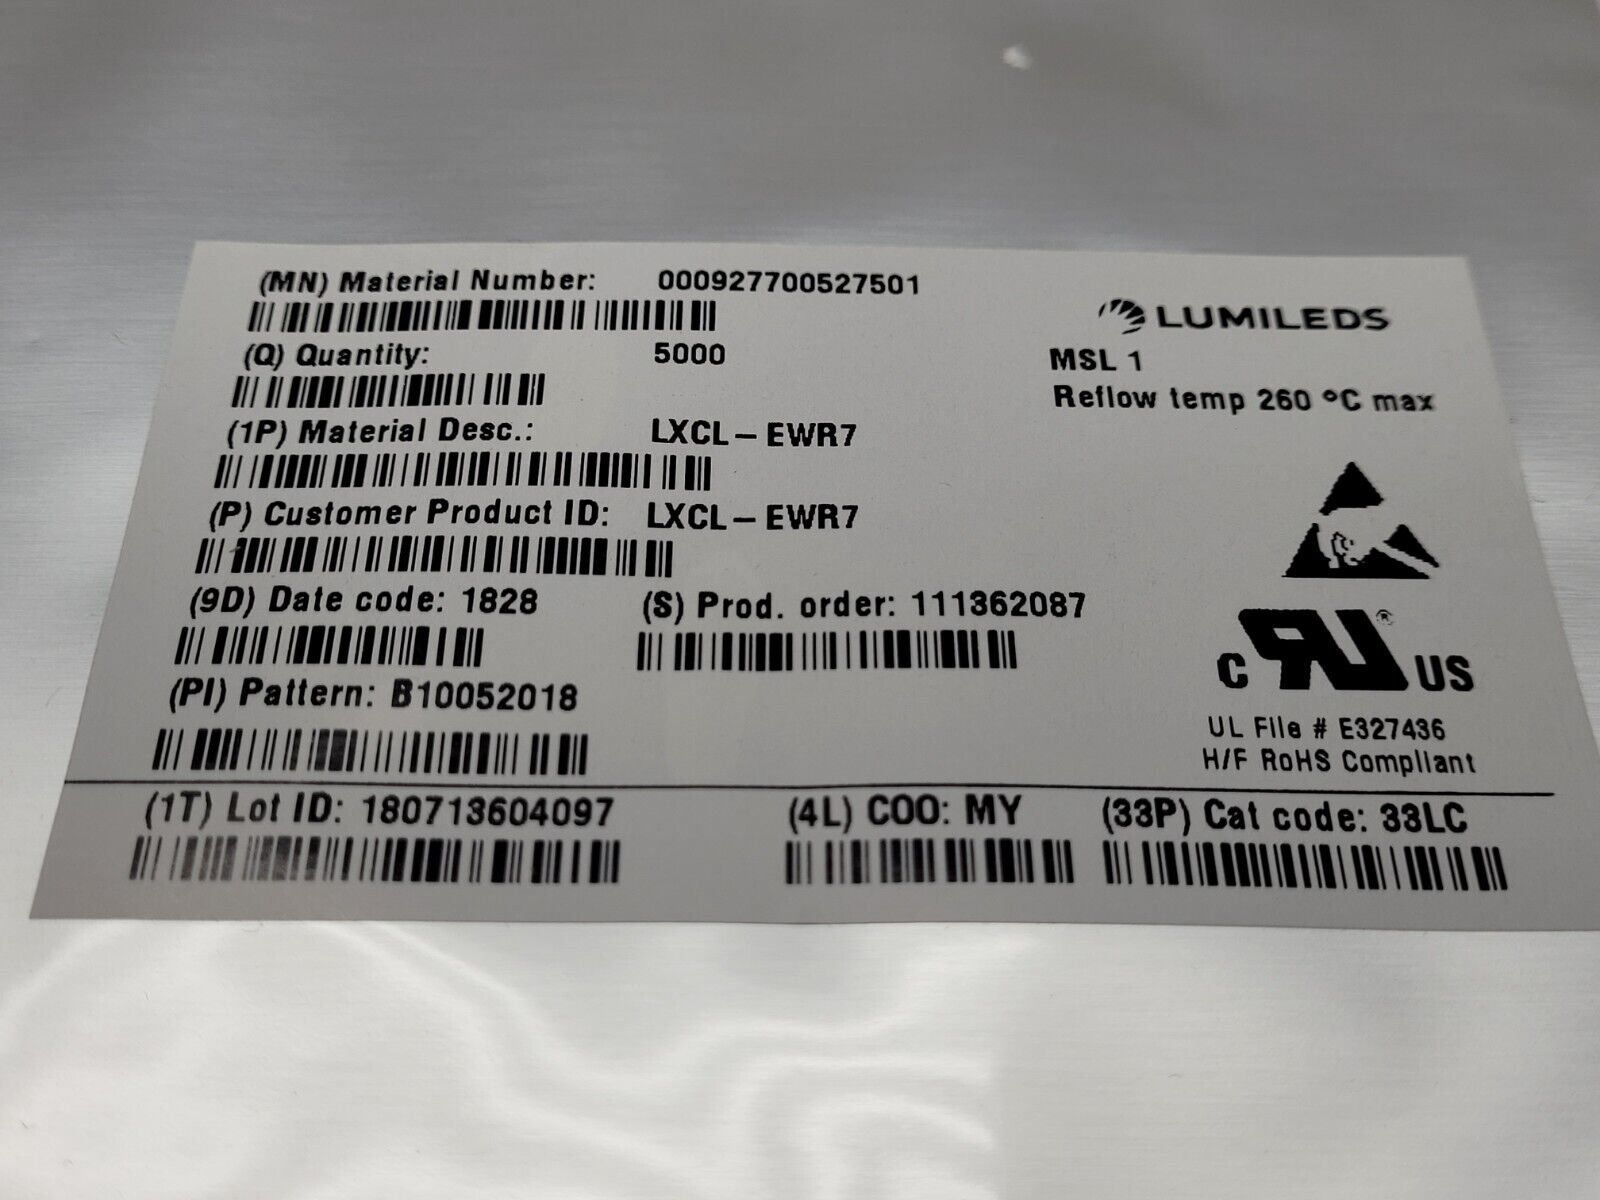 (MN) Material Number: 000927700527501
LUMILEDS
(Q) Quantity: 5000
MSL 1
Reflow temp 260 °C max
(1P) Material Desc.: LXCL-EWR7
(P) Customer Product ID: LXCL-EWR7
(9D) Date code: 1828 (S) Prod. order: 111362087
C RU ® US
(PI) Pattern: B10052018
UL File # E327436
H/F RoHS Compliant
(1T) Lot ID: 180713604097 (4L) COO: MY (33P) Cat code: 33LC